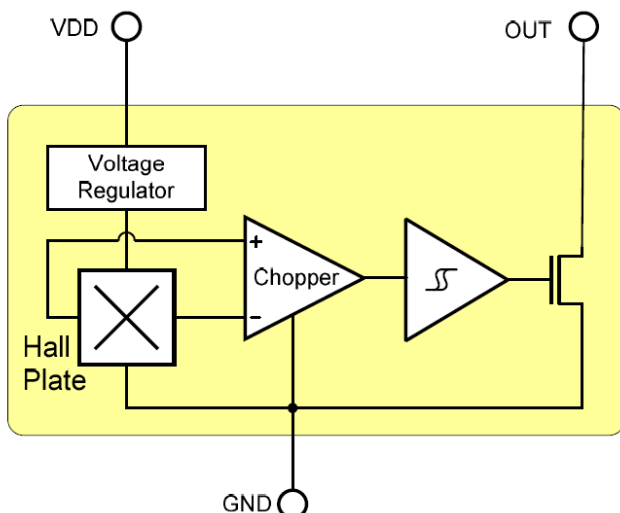 VDD
OUT
Voltage
Regulator
+
Chopper
-
Hall
Plate
GND